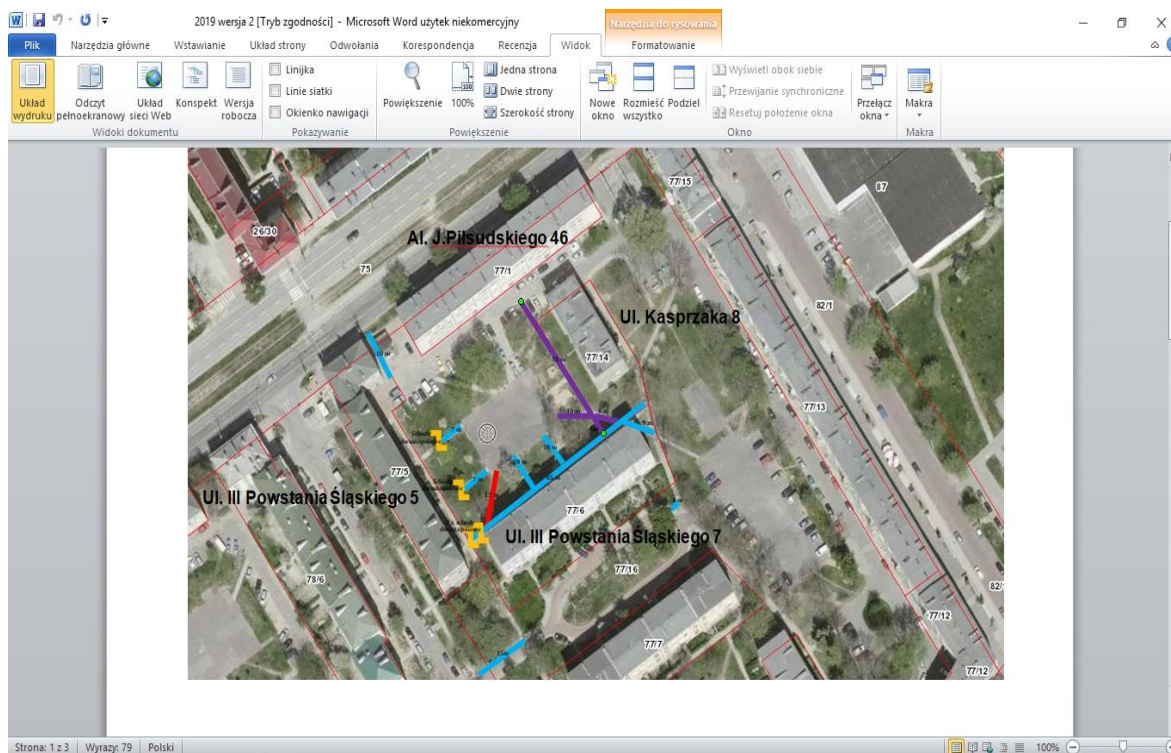 2019 wersja 2 [Tryb zgodności] - Microsoft Word użytek niekomercyjny
Narzędzia do rysowania
Plik Narzędzia główne Wstawianie Układ strony Odwołania Korespondencja Recenzja Widok Formatowanie
Układ wydruku
Odczyt pełnoekranowy
Układ sieci Web
Konspekt
Wersja robocza
Widoki dokumentu
Linijka
Linie siatki
Okienko nawigacji
Pokazywanie
Powiększenie
100%
Jedna strona
Dwie strony
Szerokość strony
Powiększenie
Nowe okno
Rozmieść wszystko
Podziel
Wyświetl obok siebie
Przewijanie synchroniczne
Resetuj położenie okna
Przełącz okna
Okno
Makra
Makra
77/15
87
26/30
Al. J.Piłsudskiego 46
75
77/1
82/1
Ul. Kasprzaka 8
10 m
77/14
77/13
10 m
77/5
Ul. III Powstania Śląskiego 5
77/6
Ul. III Powstania Śląskiego 7
77/16
78/6
82/
77/12
77/7
15m
77/12
Strona: 1 z 3 Wyrazy: 79 Polski 100%